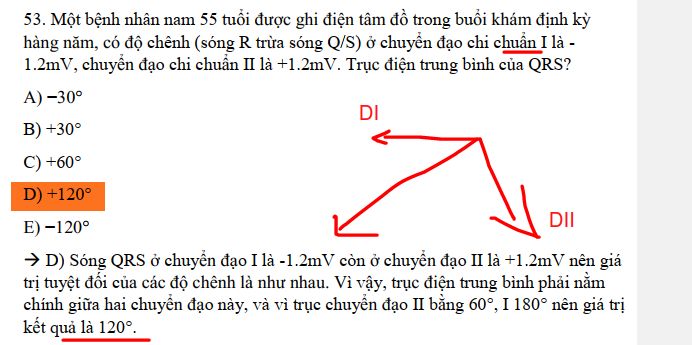 53. Một bệnh nhân nam 55 tuổi được ghi điện tâm đồ trong buổi khám định kỳ
hàng năm, có độ chênh (sóng R trừ sóng Q/S) ở chuyển đạo chi chuẩn I là -
1.2mV, chuyển đạo chi chuẩn II là +1.2mV. Trục điện trung bình của QRS?
A) −30°
B) +30°
C) +60°
D) +120°
E) −120°
DI
DII
→ D) Sóng QRS ở chuyển đạo I là -1.2mV còn ở chuyển đạo II là +1.2mV nên giá
trị tuyệt đối của các độ chênh là như nhau. Vì vậy, trục điện trung bình phải nằm
chính giữa hai chuyển đạo này, và vì trục chuyển đạo II bằng 60°, I 180° nên giá trị
kết quả là 120°.